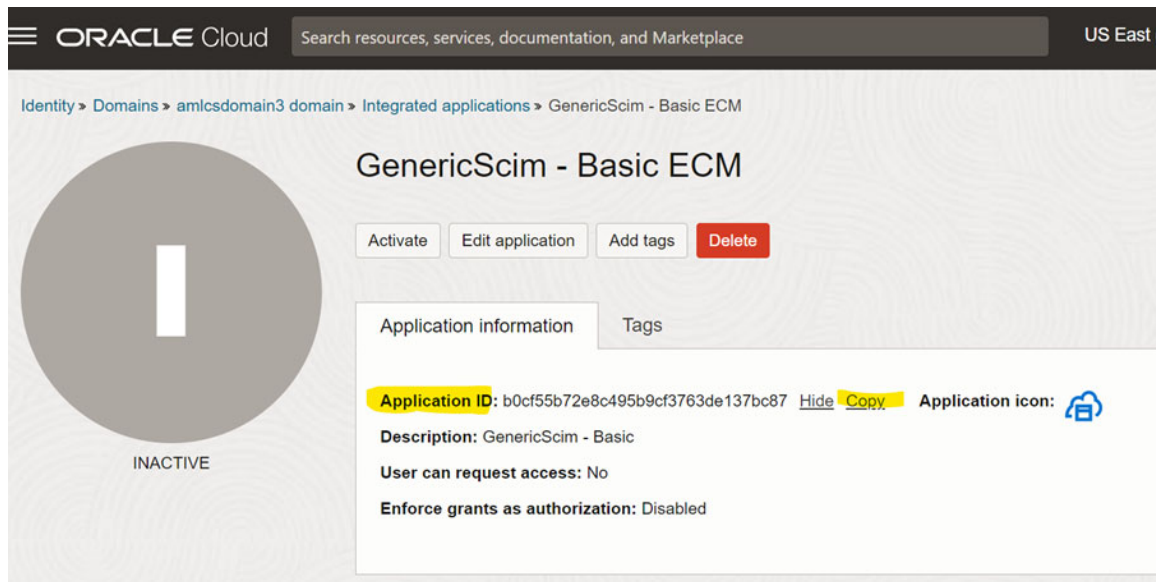 ORACLE Cloud
Search resources, services, documentation, and Marketplace
US East
Identity » Domains » amlcsdomain3 domain » Integrated applications » GenericScim - Basic ECM
GenericScim - Basic ECM
Activate
Edit application
Add tags
Delete
I
INACTIVE
Application information
Tags
Application ID: b0cf55b72e8c495b9cf3763de137bc87 Hide Copy Application icon:
Description: GenericScim - Basic
User can request access: No
Enforce grants as authorization: Disabled